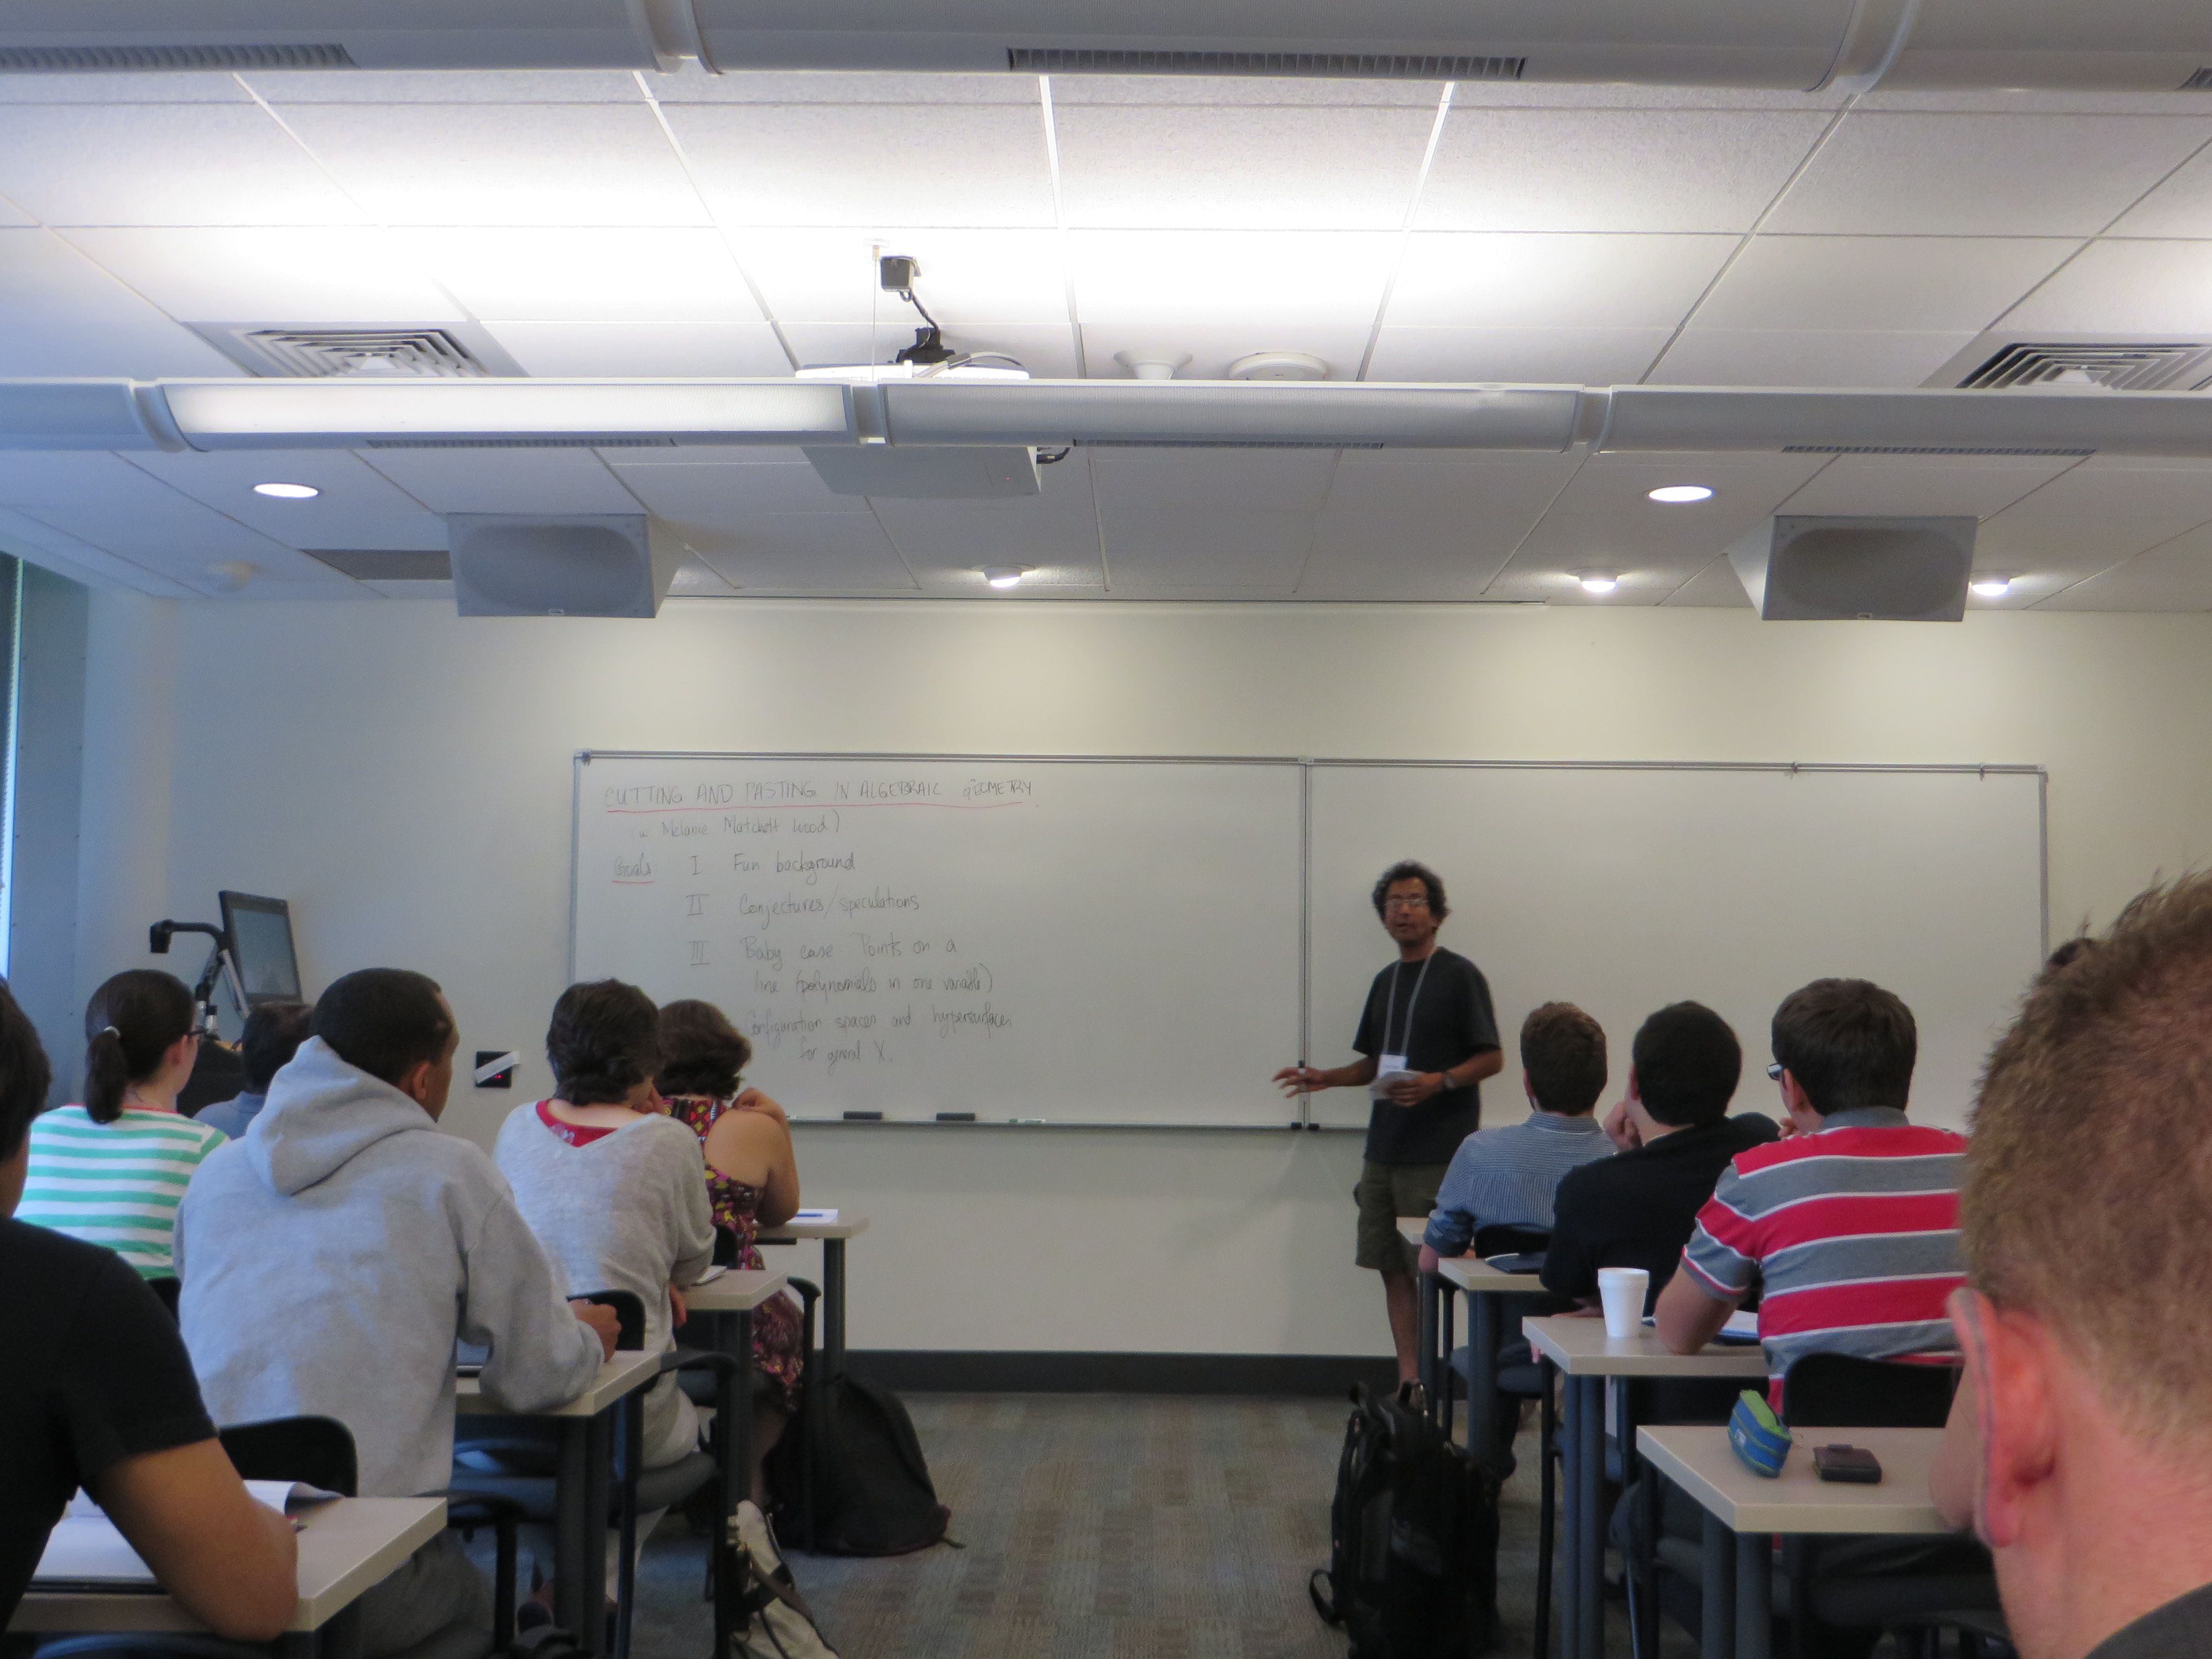 CUTTING AND PASTING IN ALGEBRAIC GEOMETRY
(w Melanie Matchett Wood)
Goals I Fun background
II Conjectures/speculations
III Baby case Points on a
line (polynomials in one variable)
Configuration spaces and hypersurfaces
for general X.